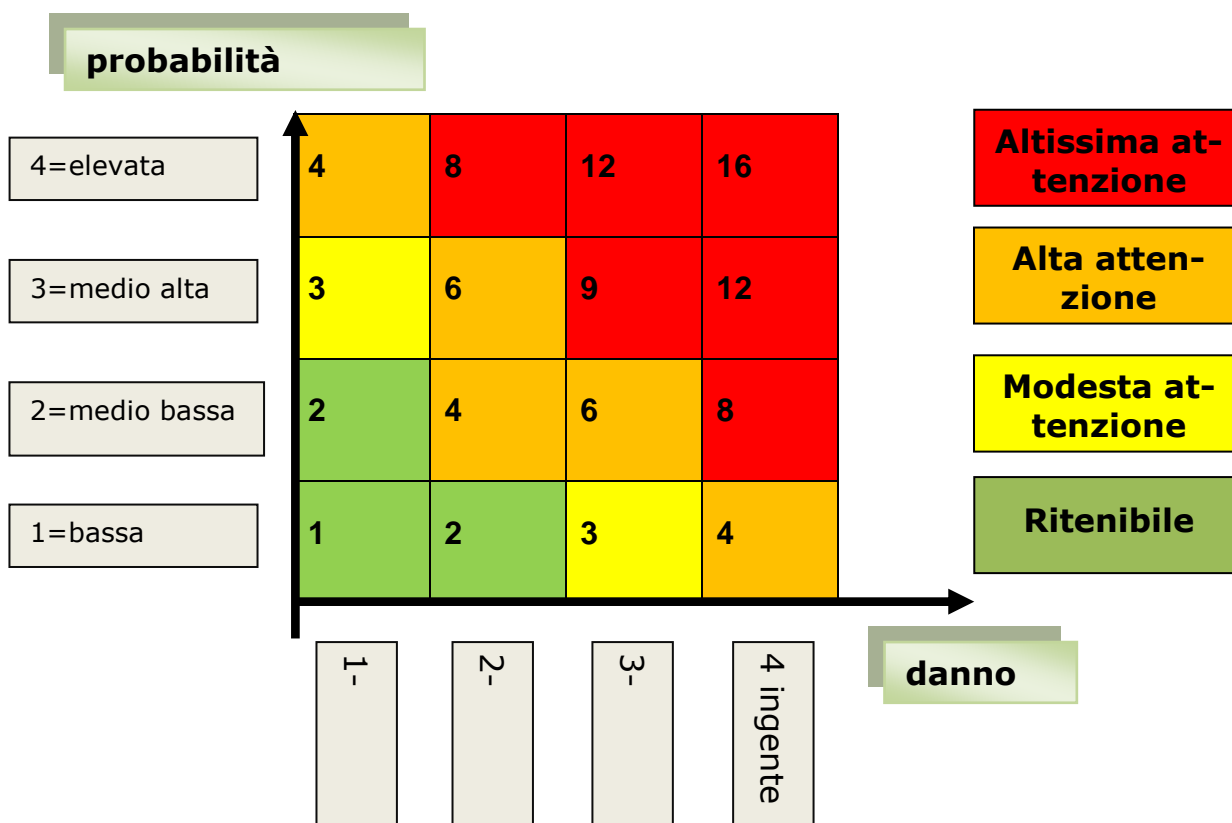 probabilità
4=elevata
4 8 12 16
Altissima at-
tenzione
3=medio alta
3 6 9 12
Alta atten-
zione
2=medio bassa
2 4 6 8
Modesta at-
tenzione
1=bassa
1 2 3 4
Ritenibile
1-
2-
3-
4 ingente
danno